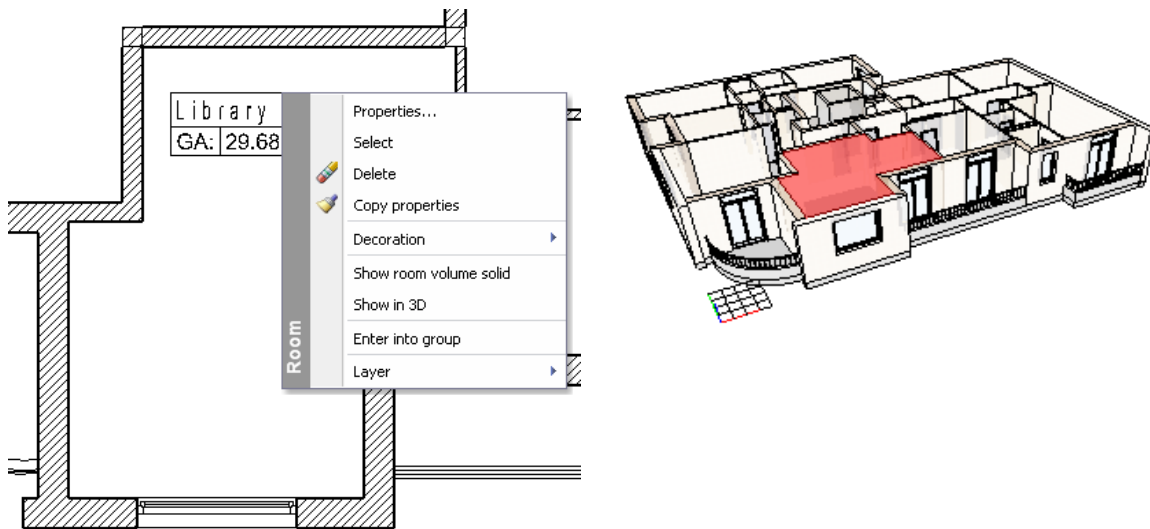 Library
GA: 29.68
Room
Properties...
Select
Delete
Copy properties
Decoration
Show room volume solid
Show in 3D
Enter into group
Layer